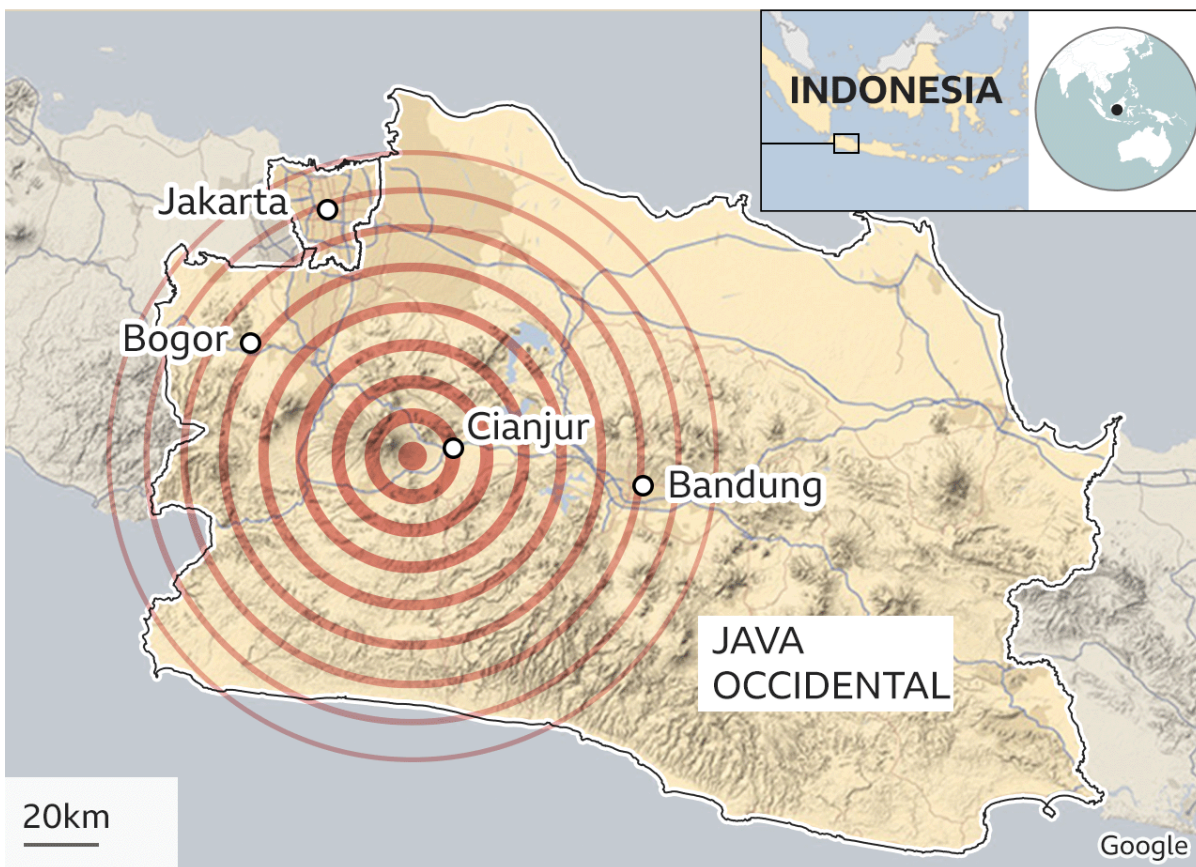 INDONESIA
Jakarta
Bogor
Cianjur
Bandung
JAVA
OCCIDENTAL
20km
Google